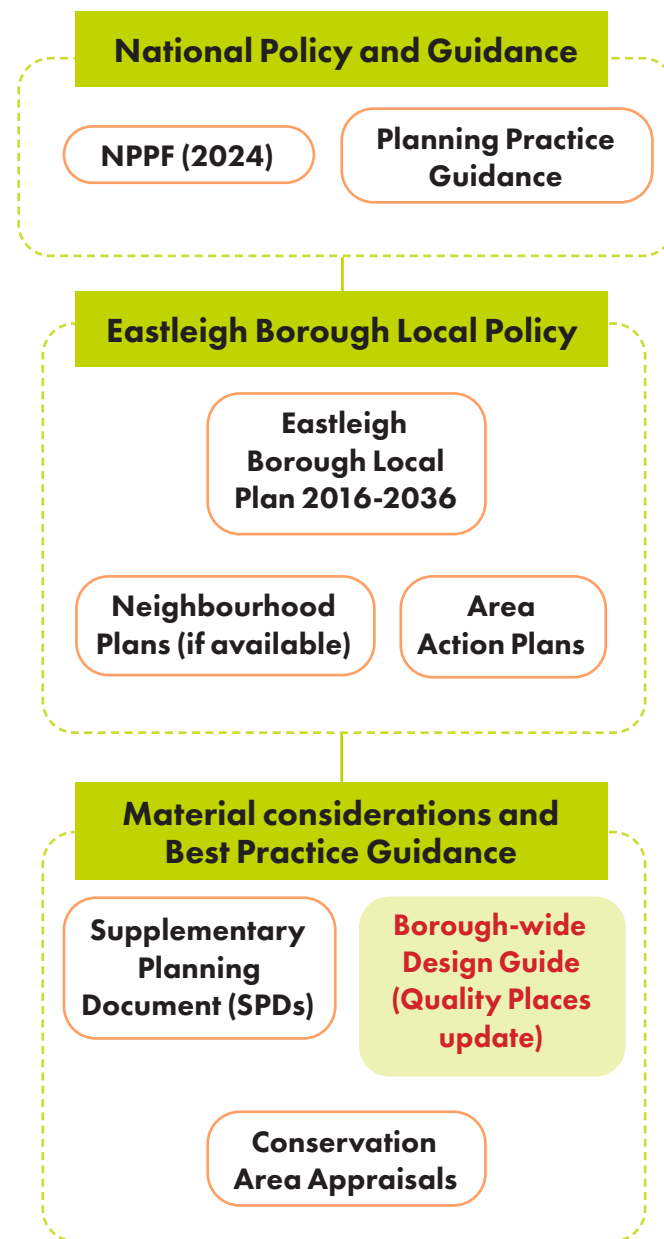 National Policy and Guidance
NPPF (2024)
Planning Practice
Guidance
Eastleigh Borough Local Policy
Eastleigh
Borough Local
Plan 2016-2036
Neighbourhood
Plans (if available)
Area
Action Plans
Material considerations and
Best Practice Guidance
Supplementary
Planning
Document (SPDs)
Borough-wide
Design Guide
(Quality Places
update)
Conservation
Area Appraisals